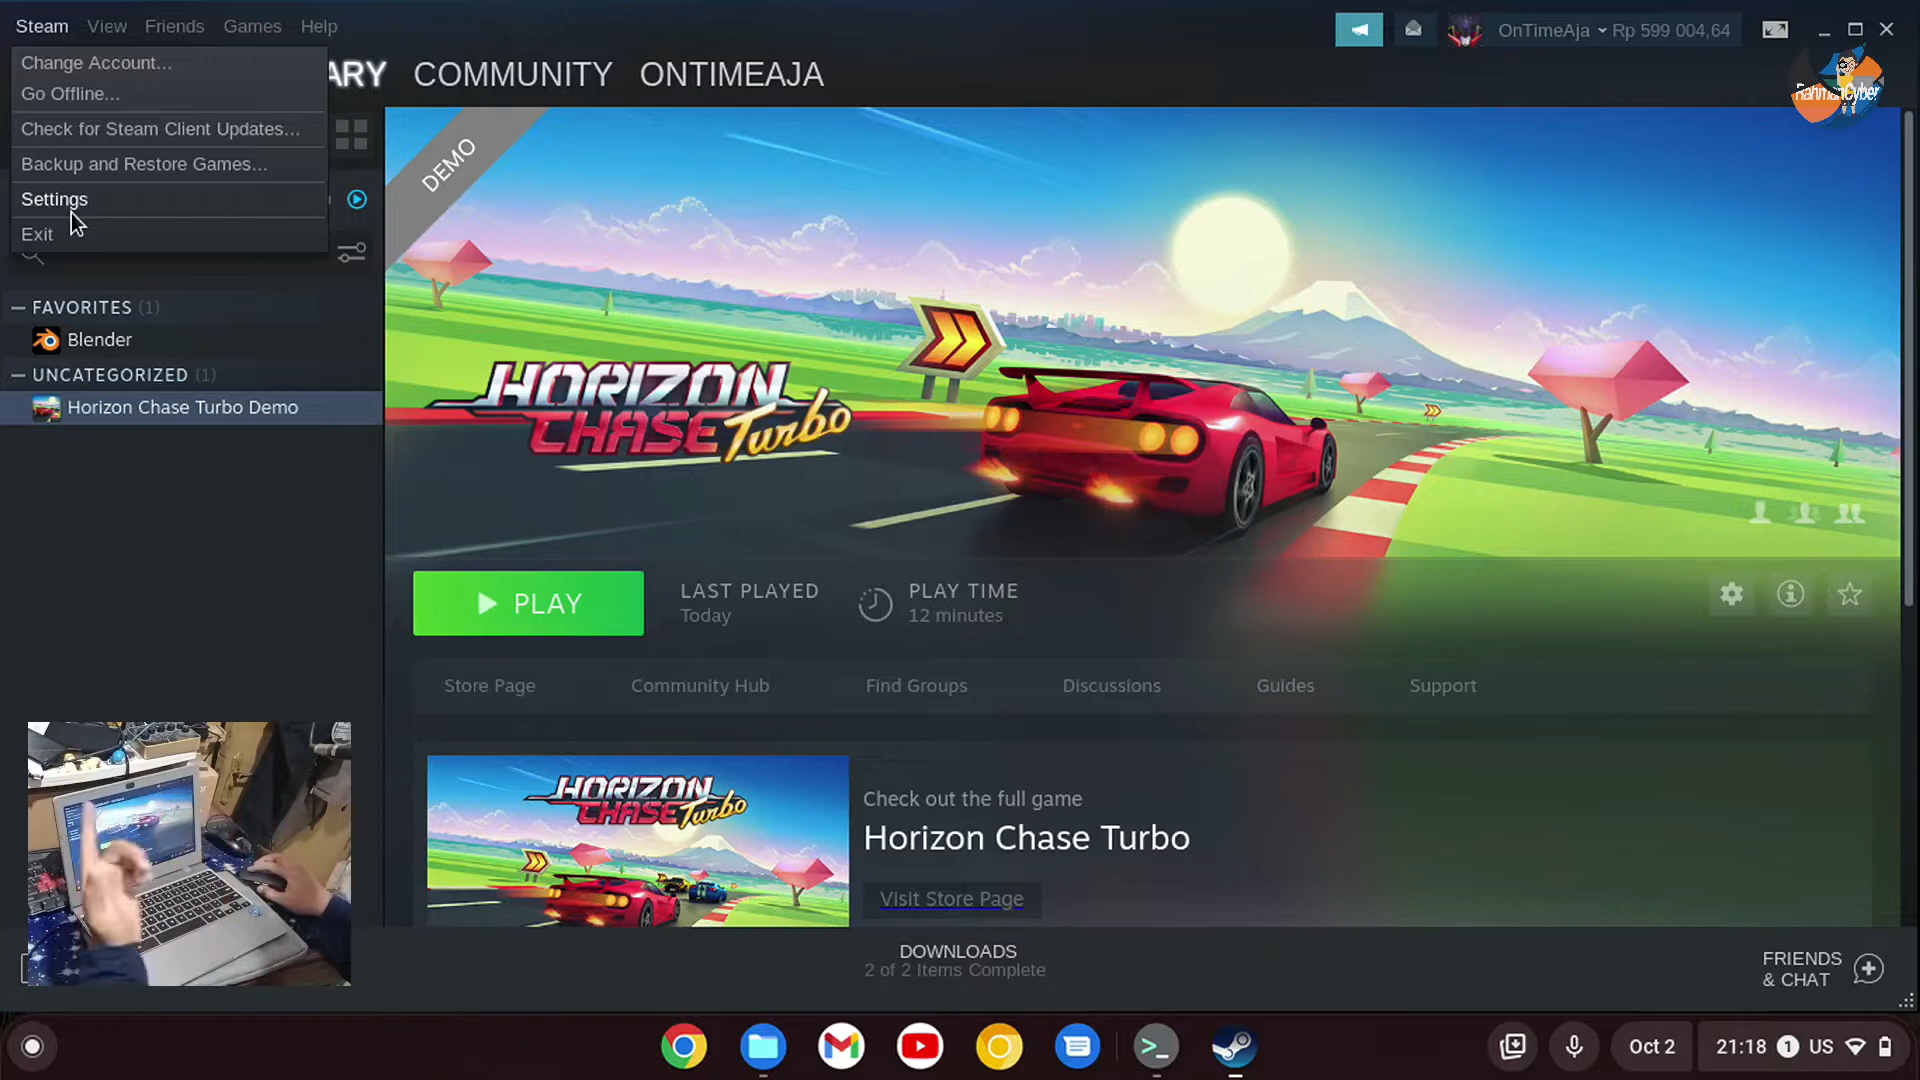 Steam View Friends Games Help
OnTimeAja Rp 599 004,64
Change Account...
Go Offline...
Check for Steam Client Updates...
Backup and Restore Games...
Settings
Exit
ARY COMMUNITY ONTIMEAJA
RahmanCyber
DEMO
FAVORITES (1)
Blender
UNCATEGORIZED (1)
Horizon Chase Turbo Demo
HORIZON
CHASE Turbo
PLAY
LAST PLAYED
Today
PLAY TIME
12 minutes
Store Page Community Hub Find Groups Discussions Guides Support
HORIZON
CHASE Turbo
Check out the full game
Horizon Chase Turbo
Visit Store Page
DOWNLOADS
2 of 2 Items Complete
FRIENDS
& CHAT
Oct 2
21:18 1 US